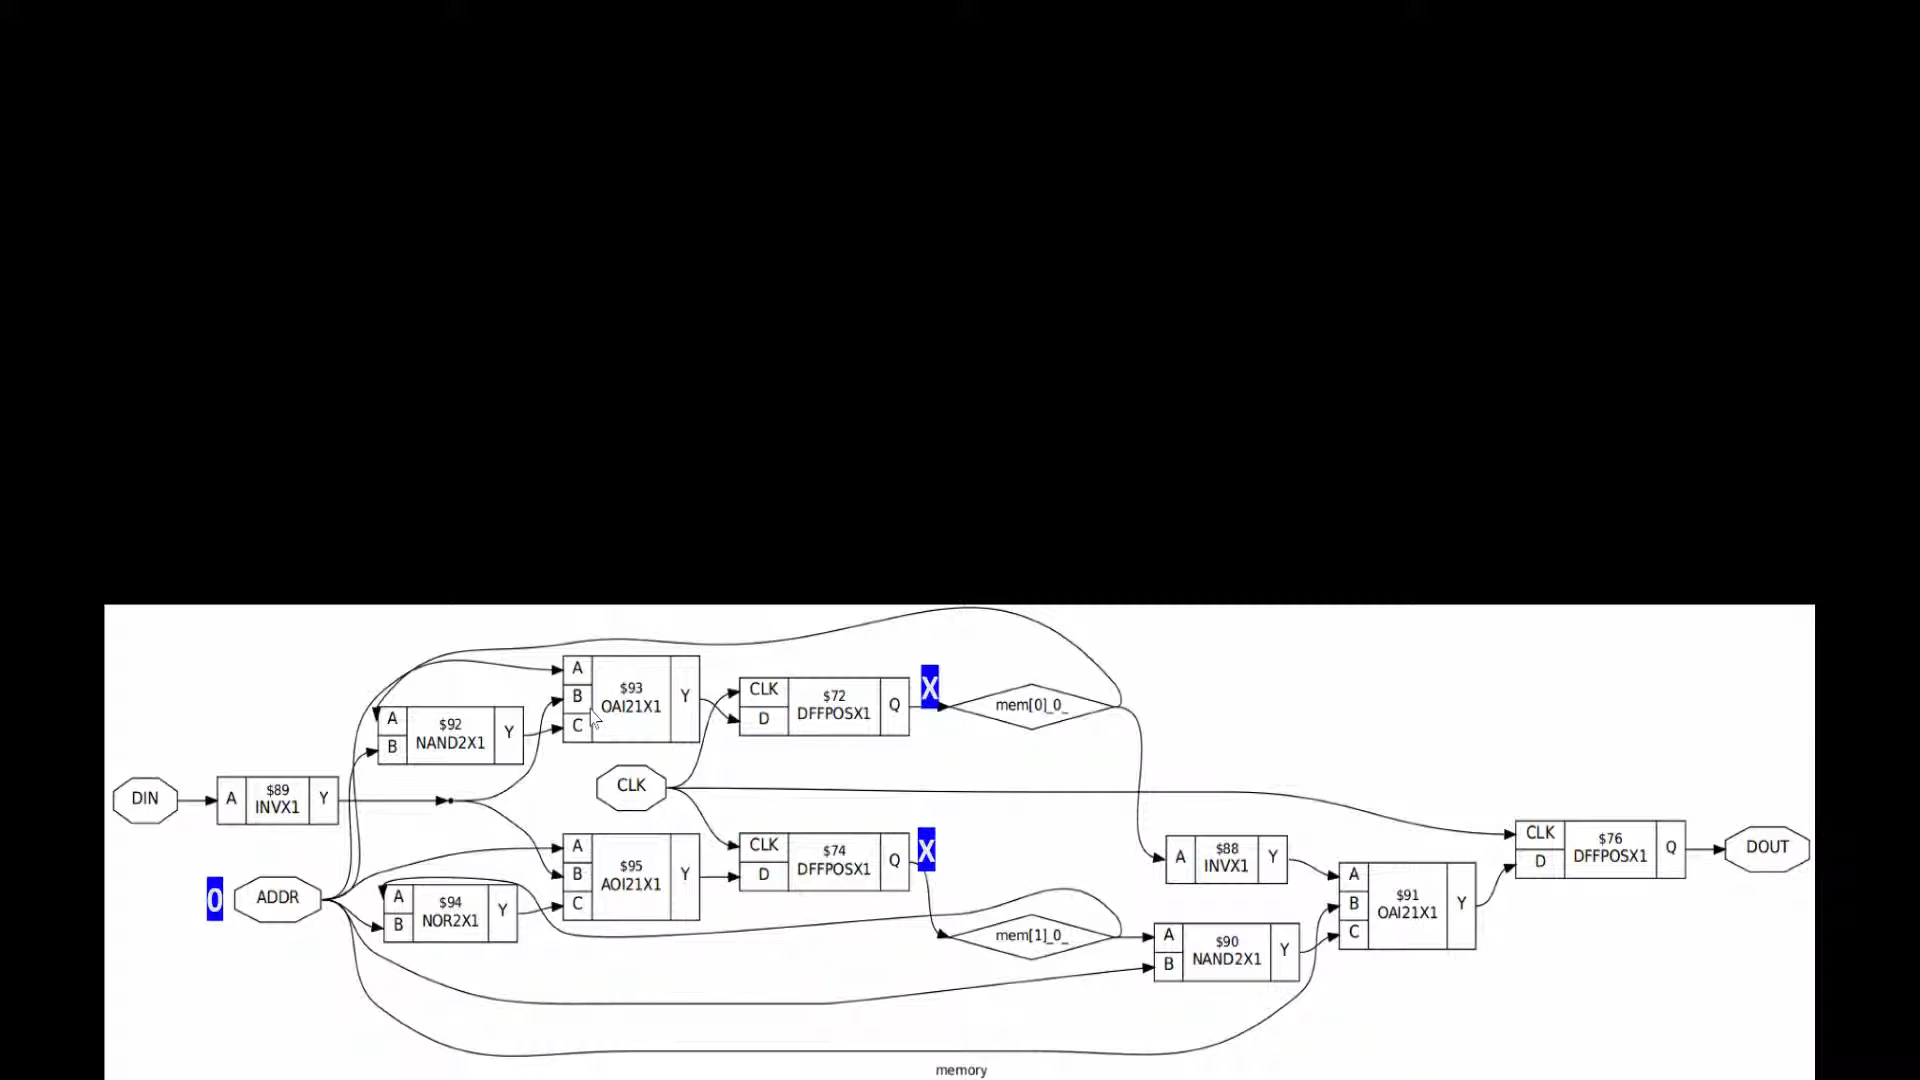 A
$93
OAI21X1
B
C
Y
X
CLK
$72
DFFPOSX1
D
Q
mem[0]_0_
A
$92
NAND2X1
B
Y
DIN
A
$89
INVX1
Y
CLK
CLK
$74
DFFPOSX1
D
Q
X
A
$95
AOI21X1
B
C
Y
0
ADDR
A
$94
NOR2X1
B
Y
mem[1]_0_
A
$88
INVX1
Y
A
$90
NAND2X1
B
Y
A
$91
OAI21X1
B
C
Y
CLK
$76
DFFPOSX1
D
Q
DOUT
memory